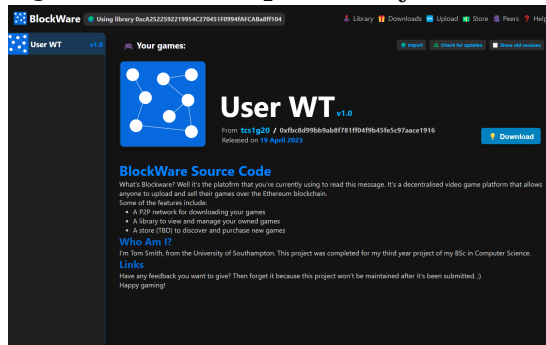 BlockWare
Using library 0xcA2522592219954C270451F0994fAFCABa8ff104
Library Downloads Upload Store Peers Help
User WT v1.0
Your games:
Import Check for updates Show old versions
User WT v1.0
From tcs1g20 / 0xfbc8d99bb9ab8f781ff04f9b45fe5c97aace1916
Released on 19 April 2023
Download
BlockWare Source Code
What's Blockware? Well it's the platofrm that you're currently using to read this message. It's a decentralised video game platform that allows
anyone to upload and sell their games over the Ethereum blockchain.
Some of the features include:
• A P2P network for downloading your games
• A library to view and manage your owned games
• A store (TBD) to discover and purchase new games
Who Am I?
I'm Tom Smith, from the University of Southampton. This project was completed for my third year project of my BSc in Computer Science.
Links
Have any feedback you want to give? Then forget it because this project won't be maintained after it's been submitted. ;)
Happy gaming!